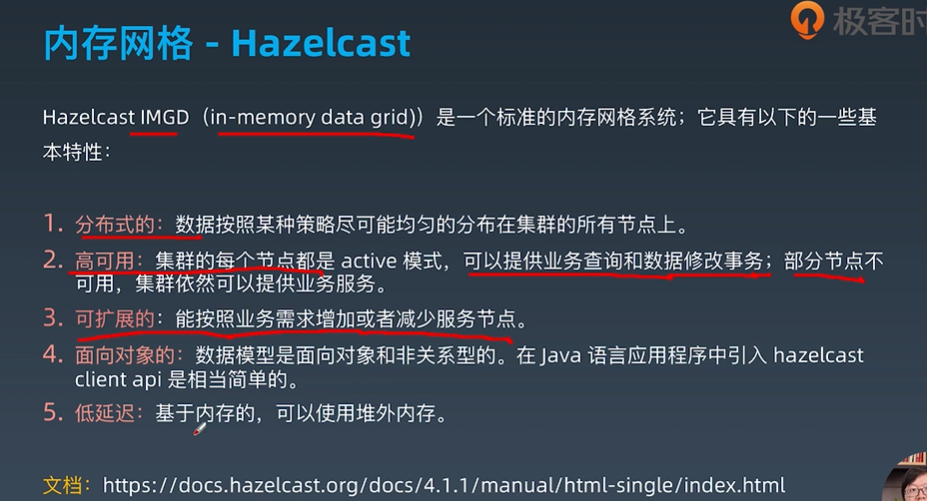 极客时
内存网格 - Hazelcast
Hazelcast IMGD（in-memory data grid)）是一个标准的内存网格系统；它具有以下的一些基
本特性：
1. 分布式的：数据按照某种策略尽可能均匀的分布在集群的所有节点上。
2. 高可用：集群的每个节点都是 active 模式，可以提供业务查询和数据修改事务；部分节点不
可用，集群依然可以提供业务服务。
3. 可扩展的：能按照业务需求增加或者减少服务节点。
4. 面向对象的：数据模型是面向对象和非关系型的。在 Java 语言应用程序中引入 hazelcast
client api 是相当简单的。
5. 低延迟：基于内存的，可以使用堆外内存。
文档：https://docs.hazelcast.org/docs/4.1.1/manual/html-single/index.html